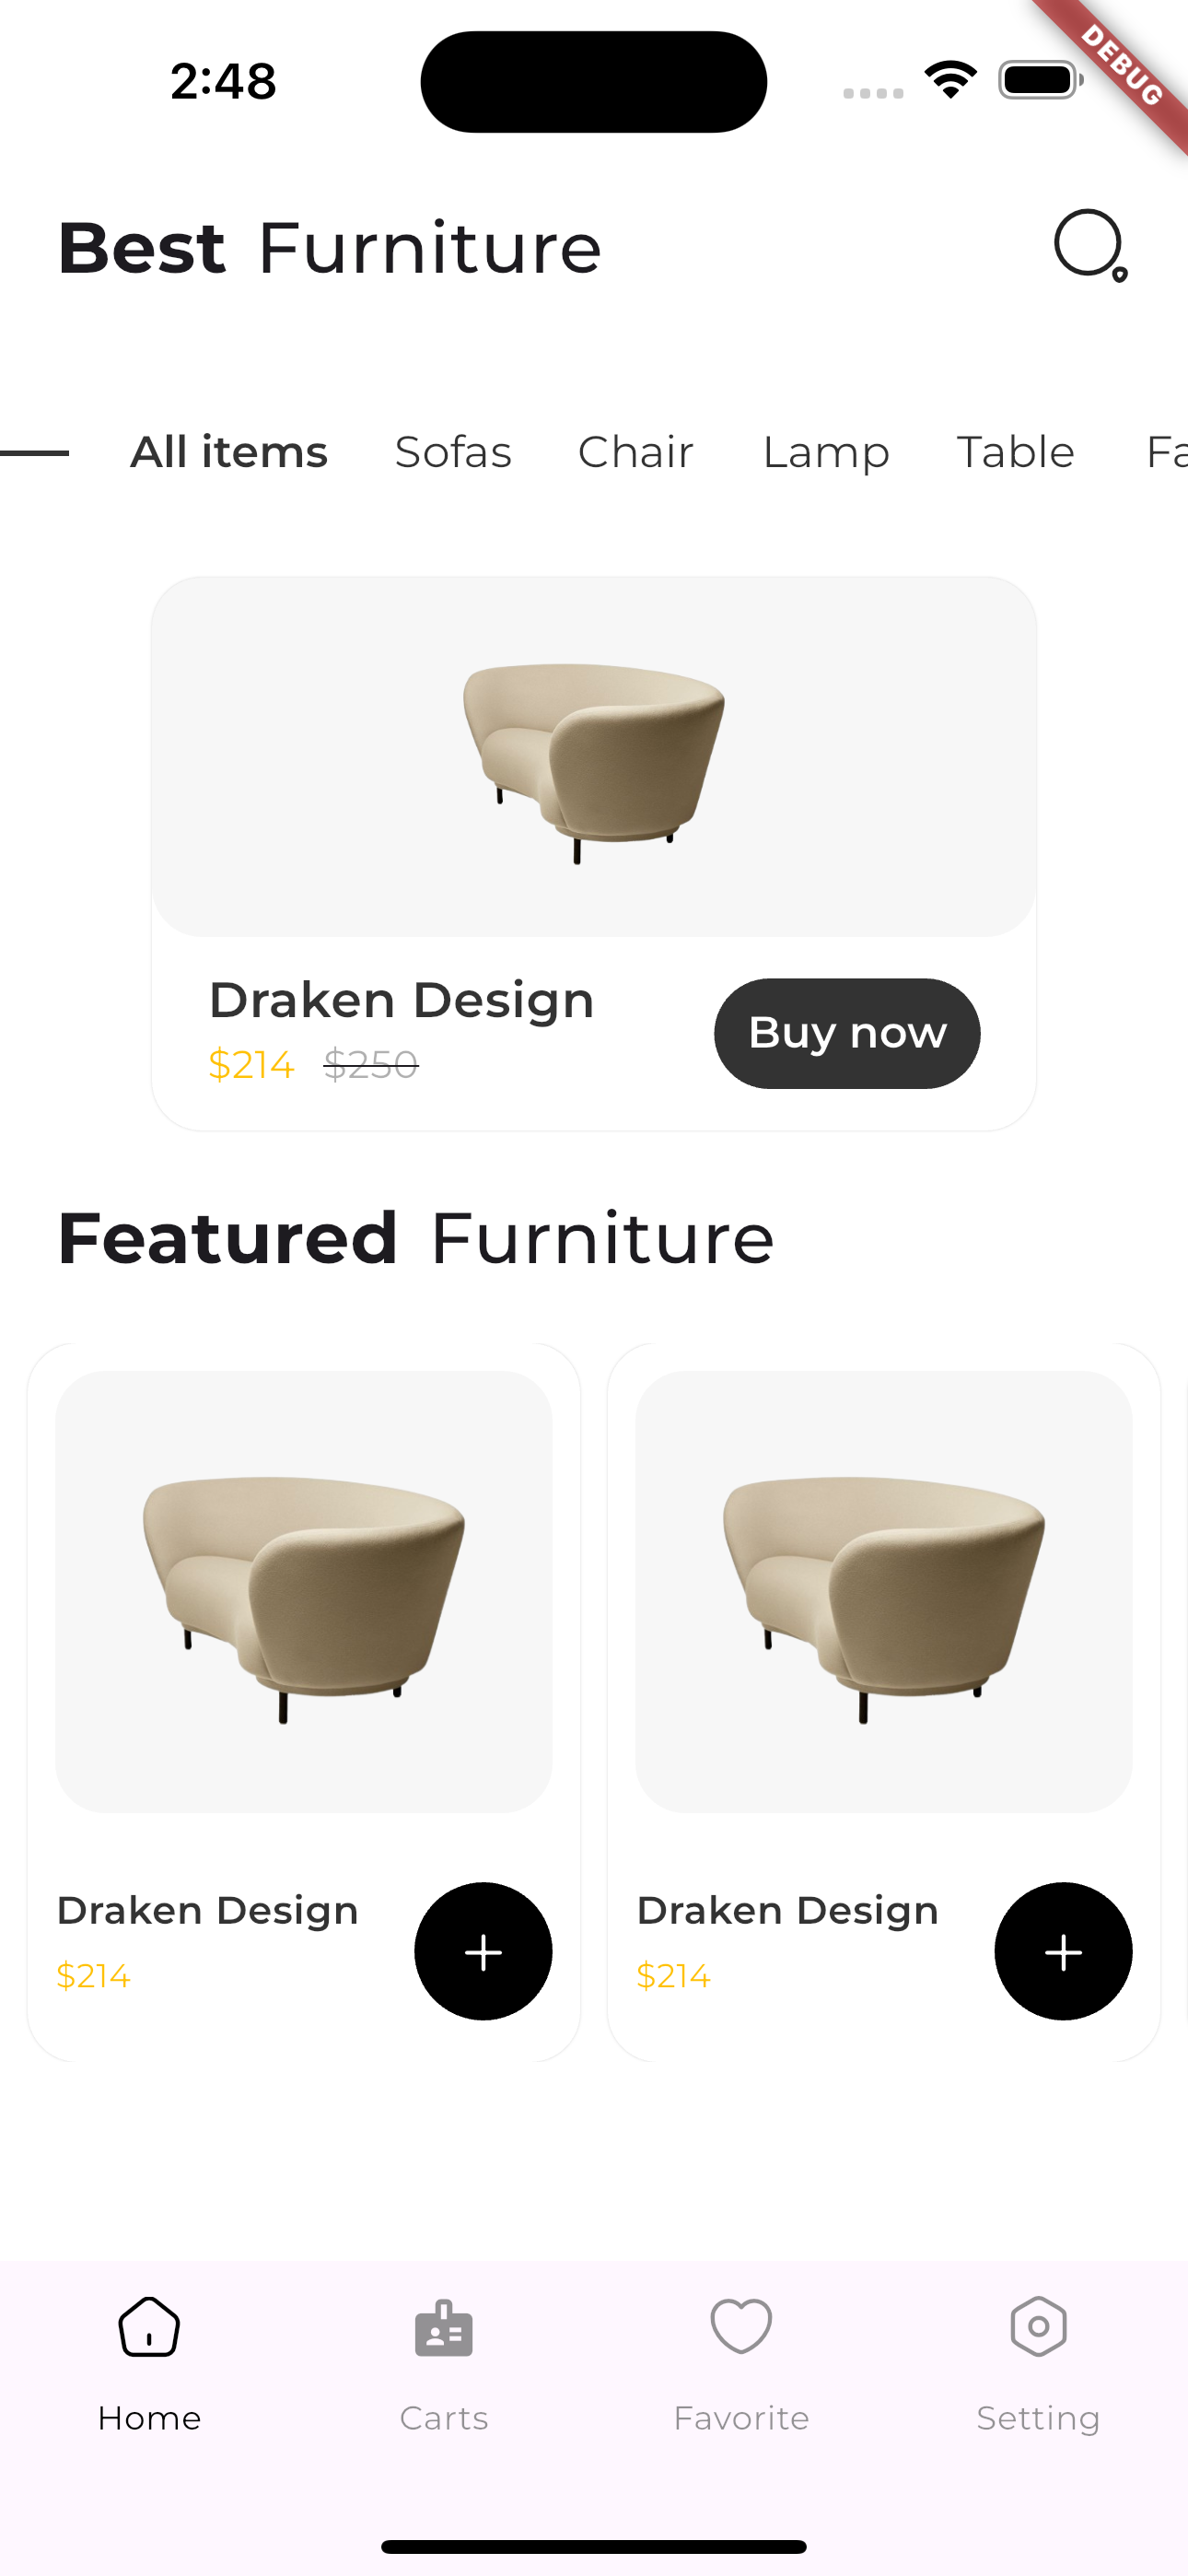 2:48
DEBUG
Best Furniture
All items Sofas Chair Lamp Table Fa
Draken Design
$214 $250
Buy now
Featured Furniture
Draken Design
$214
Draken Design
$214
Home Carts Favorite Setting